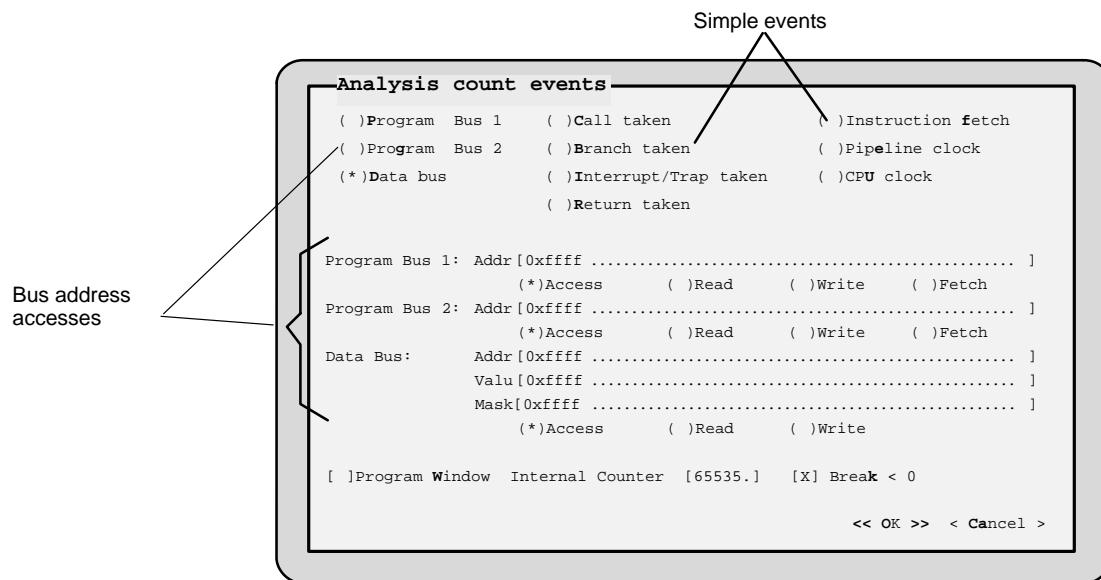 Simple events
Analysis count events
( )Program Bus 1 ( )Call taken ( )Instruction fetch
( )Program Bus 2 ( )Branch taken ( )Pipeline clock
(*)Data bus ( )Interrupt/Trap taken ( )CPU clock
( )Return taken
Program Bus 1: Addr[0xffff .................................................... ]
(*)Access ( )Read ( )Write ( )Fetch
Bus address
accesses
Program Bus 2: Addr[0xffff .................................................... ]
(*)Access ( )Read ( )Write ( )Fetch
Data Bus: Addr[0xffff .................................................... ]
Valu[0xffff .................................................... ]
Mask[0xffff .................................................... ]
(*)Access ( )Read ( )Write
[ ]Program Window Internal Counter [65535.] [X] Break < 0
<< OK >> < Cancel >